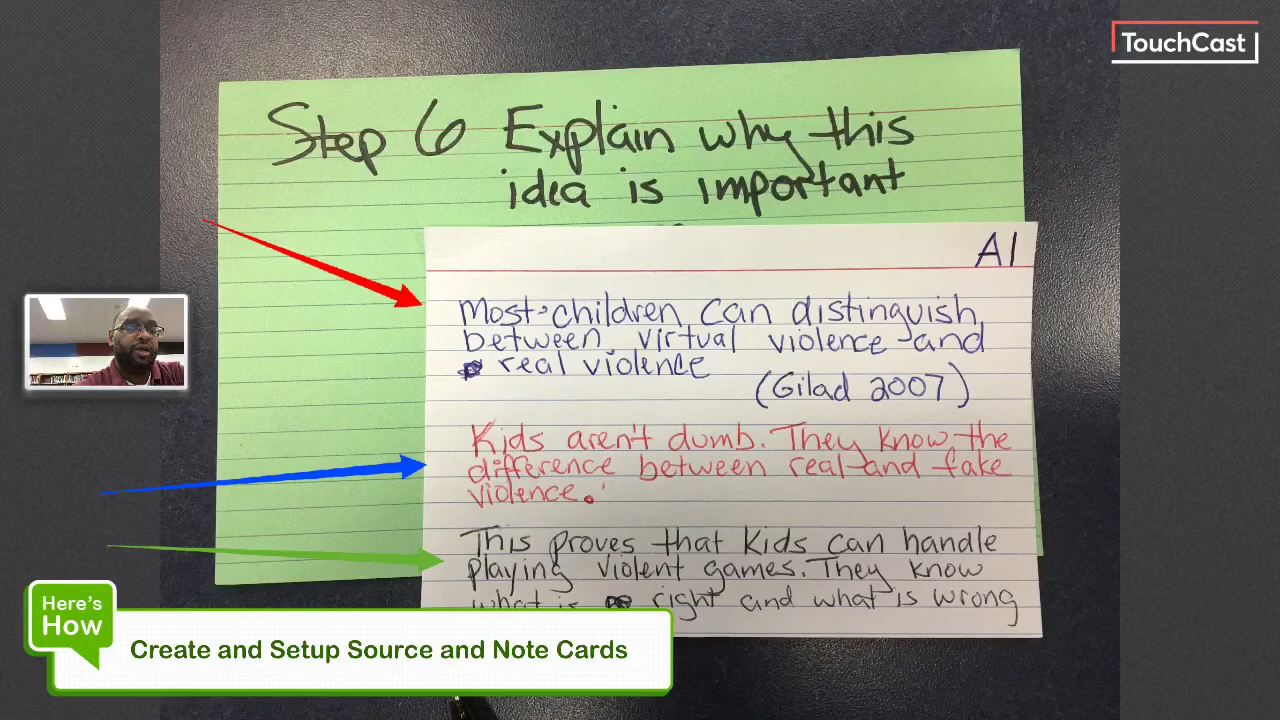 TouchCast
Step 6 Explain why this
idea is important
A1
Most children can distinguish
between virtual violence and
real violence
(Gilad 2007)
Kids aren't dumb. They know the
difference between real and fake
violence.
This proves that kids can handle
playing violent games. They know
what is right and what is wrong
Here's
How
Create and Setup Source and Note Cards